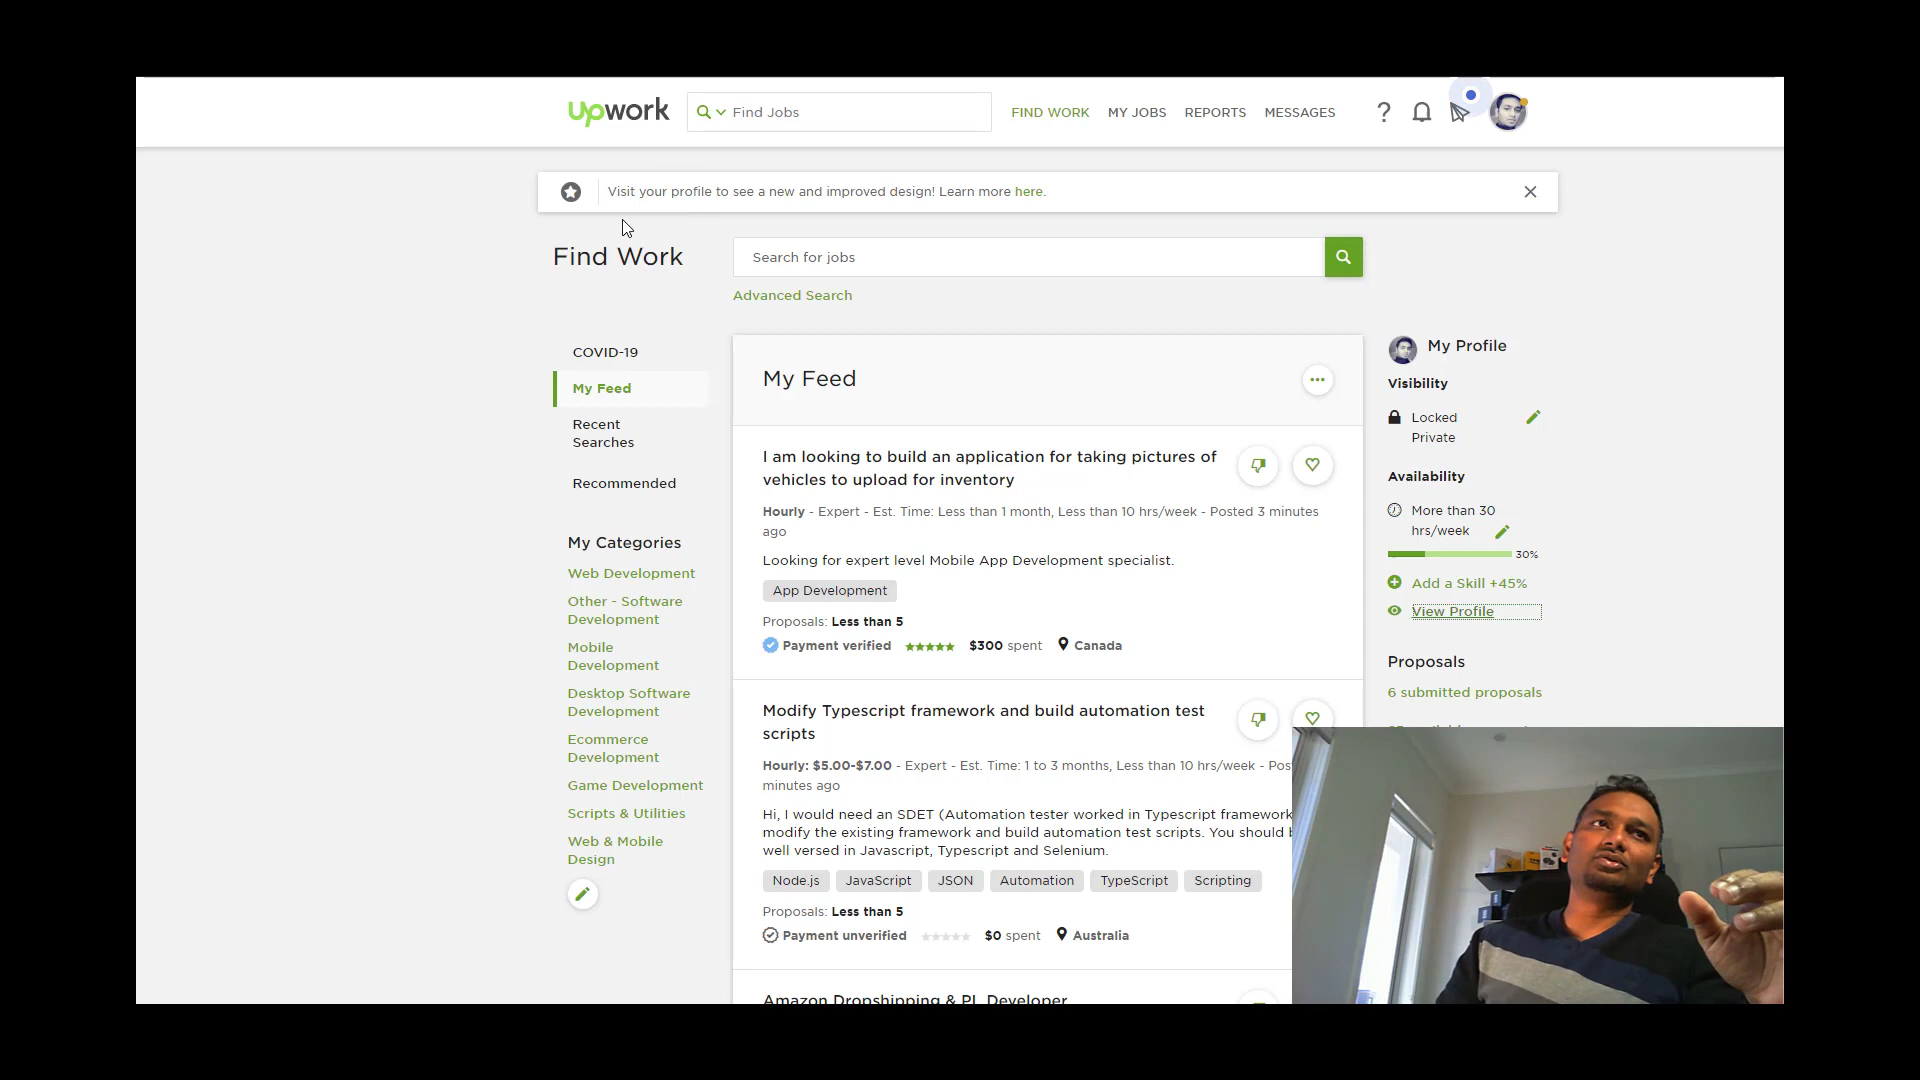 upwork
Find Jobs
FIND WORK
MY JOBS
REPORTS
MESSAGES
?
Visit your profile to see a new and improved design! Learn more here.
Find Work
Search for jobs
Advanced Search
COVID-19
My Feed
Recent
Searches
Recommended
My Categories
Web Development
Other - Software
Development
Mobile
Development
Desktop Software
Development
Ecommerce
Development
Game Development
Scripts & Utilities
Web & Mobile
Design
My Feed
I am looking to build an application for taking pictures of
vehicles to upload for inventory
Hourly - Expert - Est. Time: Less than 1 month, Less than 10 hrs/week - Posted 3 minutes
ago
Looking for expert level Mobile App Development specialist.
App Development
Proposals: Less than 5
Payment verified $300 spent Canada
Modify Typescript framework and build automation test
scripts
Hourly: $5.00-$7.00 - Expert - Est. Time: 1 to 3 months, Less than 10 hrs/week - Pos
minutes ago
Hi, I would need an SDET (Automation tester worked in Typescript framework
modify the existing framework and build automation test scripts. You should
well versed in Javascript, Typescript and Selenium.
Node.js JavaScript JSON Automation TypeScript Scripting
Proposals: Less than 5
Payment unverified $0 spent Australia
Amazon Dropshipping & PL Developer
My Profile
Visibility
Locked
Private
Availability
More than 30
hrs/week
30%
Add a Skill +45%
View Profile
Proposals
6 submitted proposals